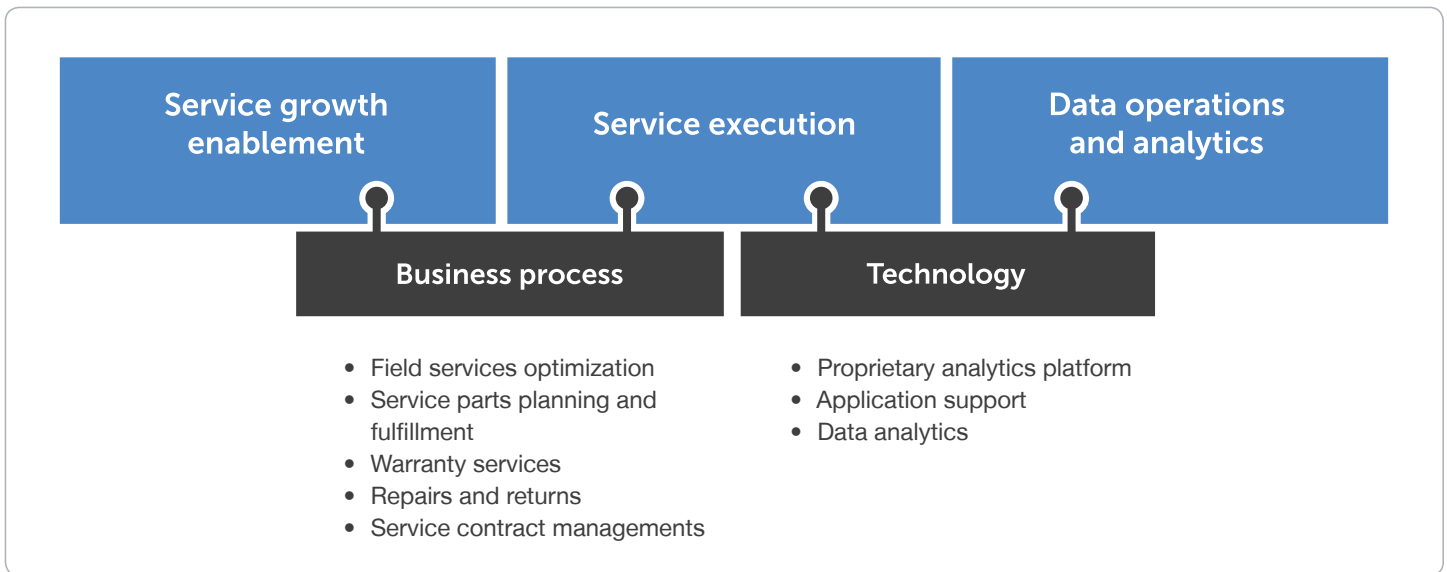 Service growth
enablement
Service execution
Data operations
and analytics
Business process
Technology
• Field services optimization
• Service parts planning and
fulfillment
• Warranty services
• Repairs and returns
• Service contract managements
• Proprietary analytics platform
• Application support
• Data analytics